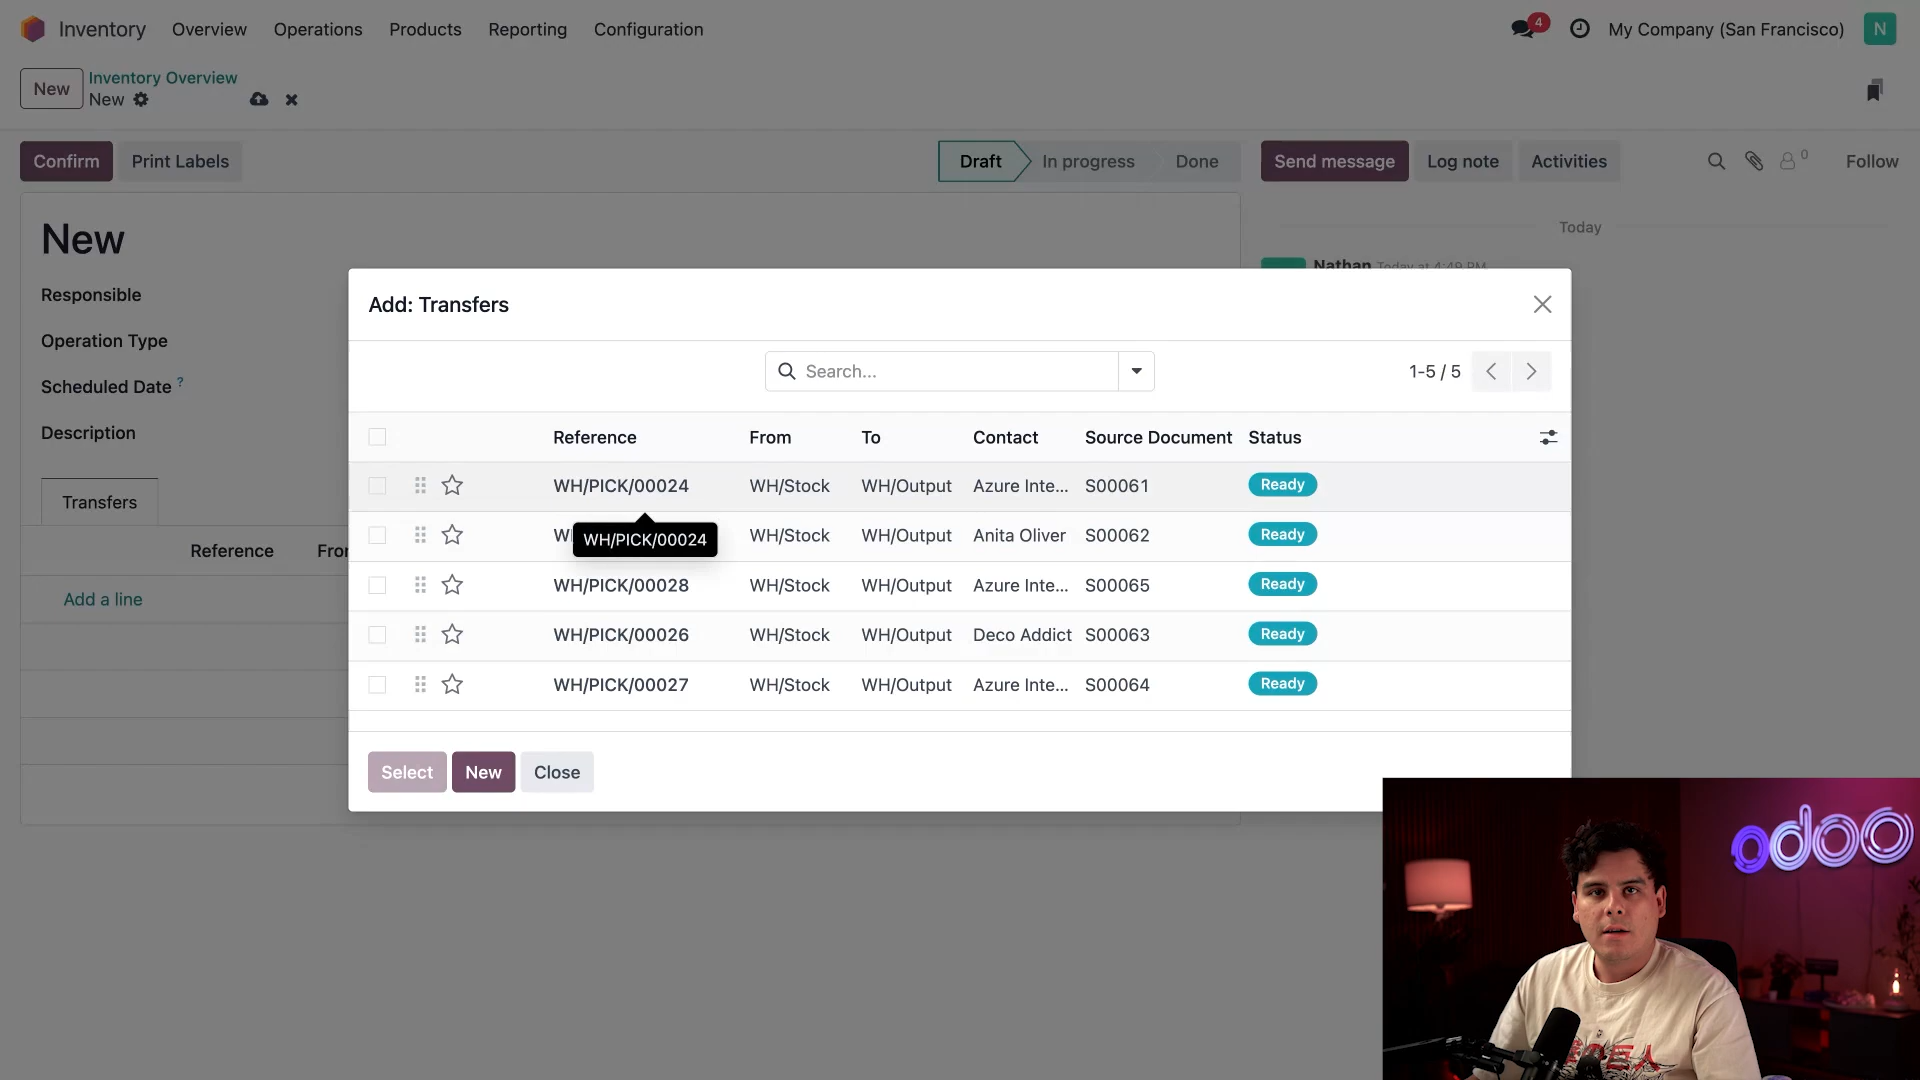 Inventory Overview Operations Products Reporting Configuration
4 My Company (San Francisco) N
New Inventory Overview
New
Confirm Print Labels Draft In progress Done Send message Log note Activities 0 Follow
New
Today
Nathan Today at 4:49 PM
Responsible
Operation Type
Scheduled Date ?
Description
Transfers
Reference
Add a line
Add: Transfers
Search...
1-5 / 5
Reference From To Contact Source Document Status
WH/PICK/00024 WH/Stock WH/Output Azure Inte... S00061 Ready
WH/Stock WH/Output Anita Oliver S00062 Ready
WH/PICK/00024
WH/PICK/00028 WH/Stock WH/Output Azure Inte... S00065 Ready
WH/PICK/00026 WH/Stock WH/Output Deco Addict S00063 Ready
WH/PICK/00027 WH/Stock WH/Output Azure Inte... S00064 Ready
Select New Close
odoo